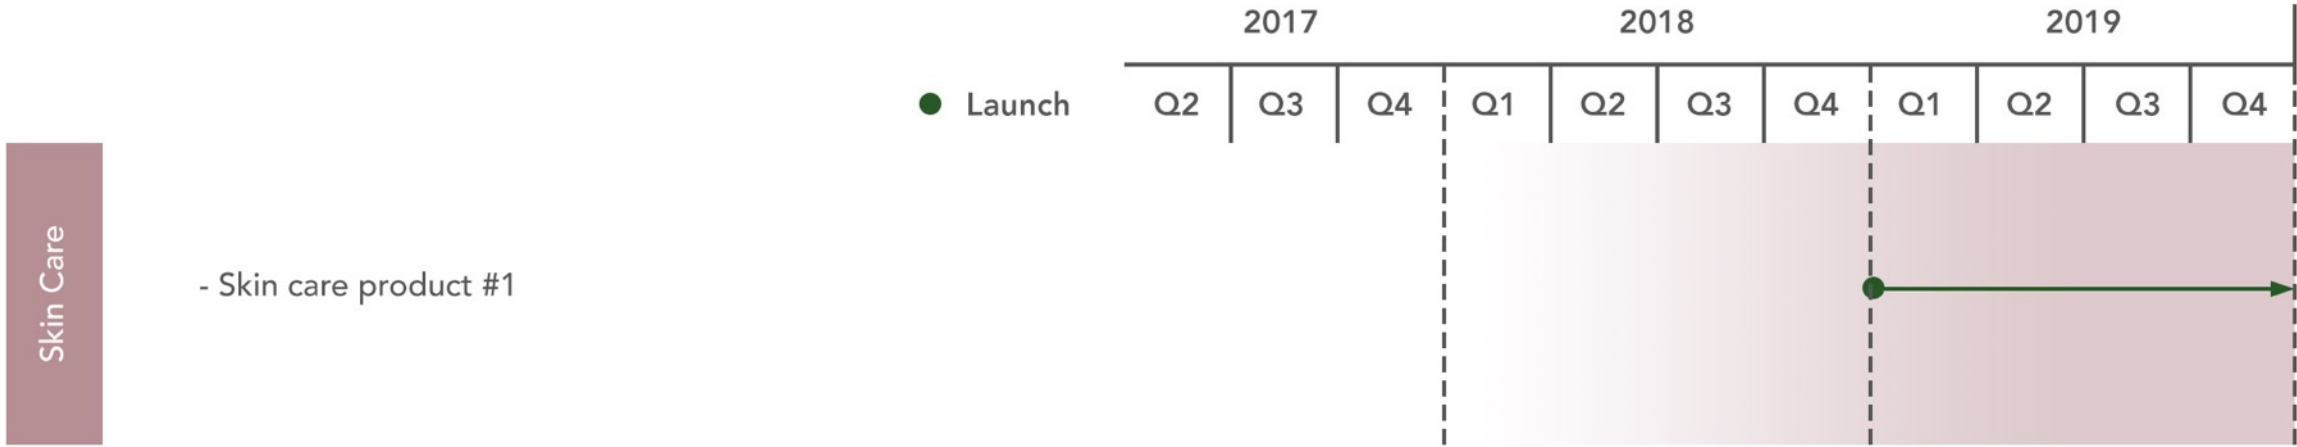 2017 2018 2019
Launch Q2 Q3 Q4 Q1 Q2 Q3 Q4 Q1 Q2 Q3 Q4
Skin Care
- Skin care product #1